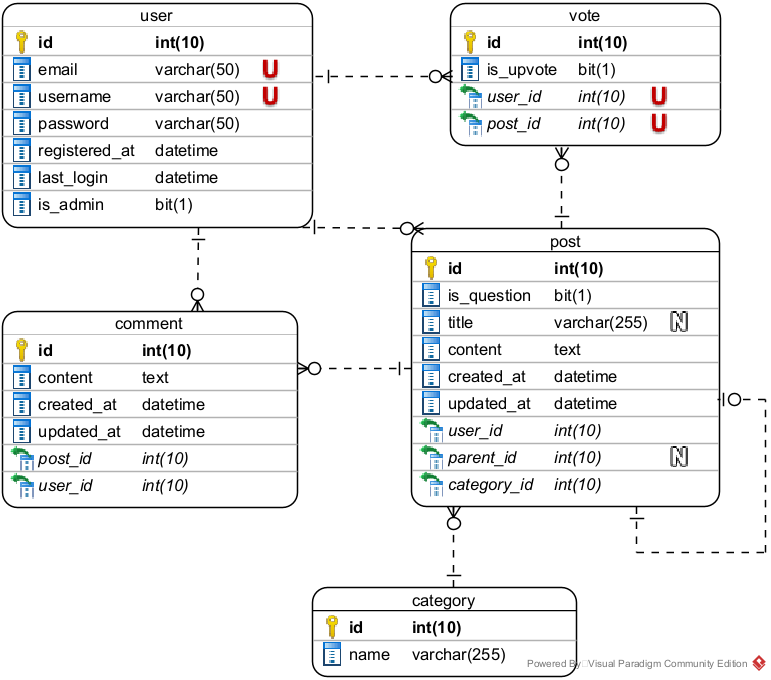 user
id int(10)
email varchar(50) U
username varchar(50) U
password varchar(50)
registered_at datetime
last_login datetime
is_admin bit(1)
vote
id int(10)
is_upvote bit(1)
user_id int(10) U
post_id int(10) U
post
id int(10)
is_question bit(1)
title varchar(255) N
content text
created_at datetime
updated_at datetime
user_id int(10)
parent_id int(10) N
category_id int(10)
comment
id int(10)
content text
created_at datetime
updated_at datetime
post_id int(10)
user_id int(10)
category
id int(10)
name varchar(255)
Powered By Visual Paradigm Community Edition